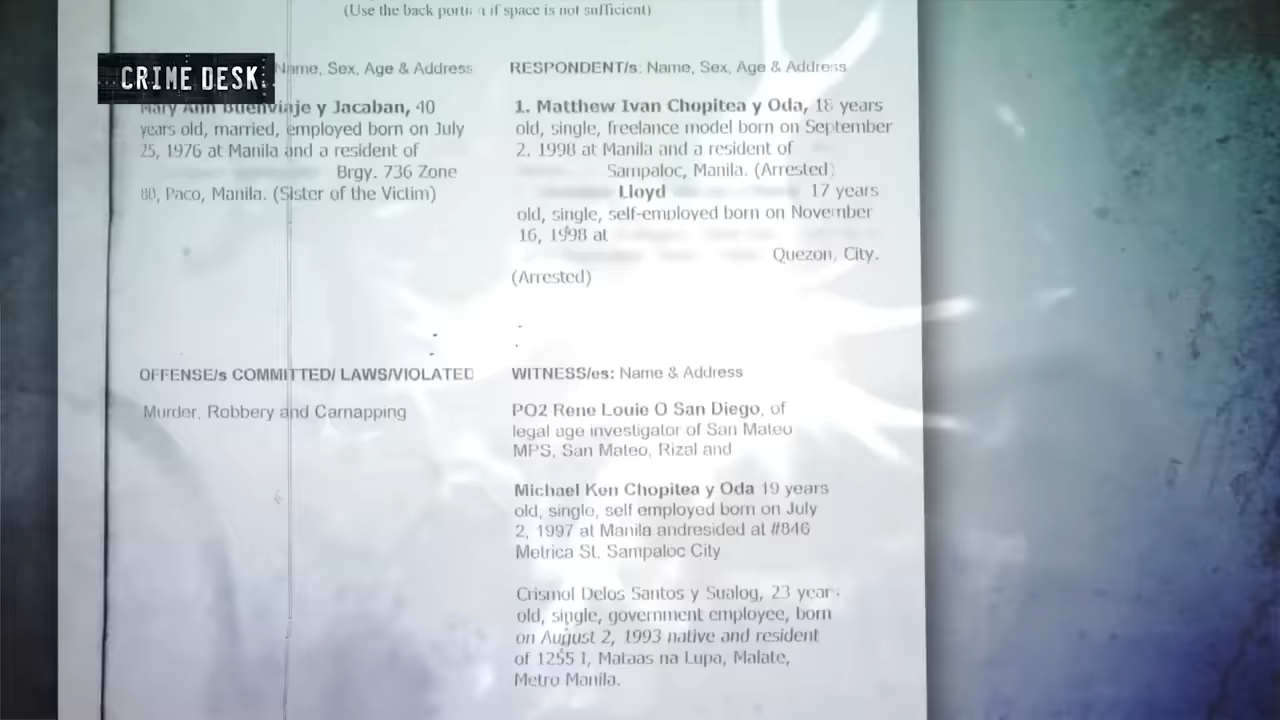 (Use the back portion if space is not sufficient)
CRIME DESK
Name, Sex, Age & Address
Mary Ann Buenviaje y Jacaban, 40
years old, married, employed born on July
25, 1976 at Manila and a resident of
Brgy. 736 Zone
80, Paco, Manila. (Sister of the Victim)
RESPONDENT/s: Name, Sex, Age & Address
1. Matthew Ivan Chopitea y Oda, 18 years
old, single, freelance model born on September
2, 1998 at Manila and a resident of
Sampaloc, Manila. (Arrested)
Lloyd 17 years
old, single, self-employed born on November
16, 1998 at
Quezon, City.
(Arrested)
OFFENSE/s COMMITTED/ LAWS/VIOLATED
Murder, Robbery and Carnapping
WITNESS/es: Name & Address
PO2 Rene Louie O San Diego, of
legal age investigator of San Mateo
MPS, San Mateo, Rizal and
Michael Ken Chopitea y Oda 19 years
old, single, self employed born on July
2, 1997 at Manila andresided at #846
Metrica St. Sampaloc City
Crismol Delos Santos y Sualog, 23 years
old, single, government employee, born
on August 2, 1993 native and resident
of 1255 I, Mataas na Lupa, Malate,
Metro Manila.